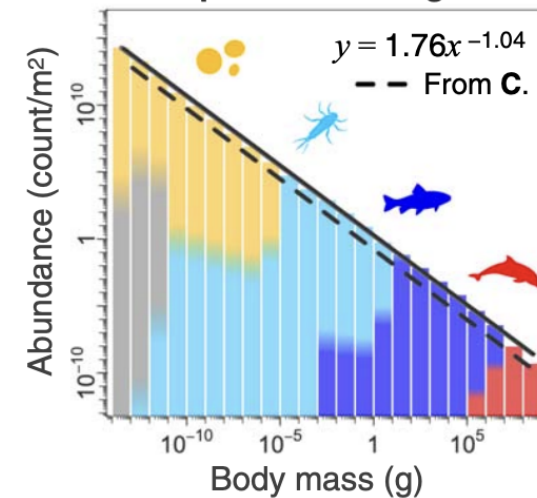 y = 1.76x^−1.04
From C.
Abundance (count/m²)
10^10
1
10^−10
10^−10
10^−5
1
10^5
Body mass (g)